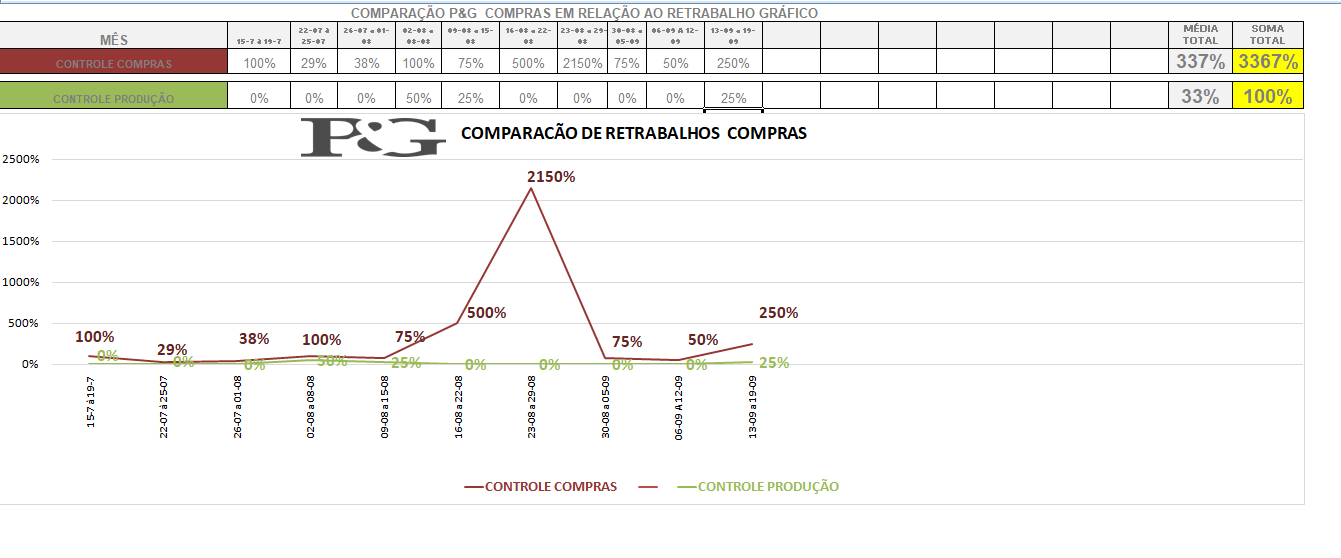 COMPARAÇÃO P&G COMPRAS EM RELAÇÃO AO RETRABALHO GRÁFICO
MÊS 15-7 à 19-7 22-07 à 25-07 26-07 a 01-08 02-08 a 08-08 09-08 a 15-08 16-08 a 22-08 23-08 a 29-08 30-08 a 05-09 06-09 A 12-09 13-09 a 19-09 MÉDIA TOTAL SOMA TOTAL
CONTROLE COMPRAS 100% 29% 38% 100% 75% 500% 2150% 75% 50% 250% 337% 3367%
CONTROLE PRODUÇÃO 0% 0% 0% 50% 25% 0% 0% 0% 0% 25% 33% 100%
P&G COMPARACÃO DE RETRABALHOS COMPRAS
2500%
2000%
1500%
1000%
500%
0%
100% 29% 38% 100% 75% 500% 2150% 75% 50% 250%
0% 0% 0% 50% 25% 0% 0% 0% 0% 25%
15-7 à 19-7
22-07 à 25-07
26-07 a 01-08
02-08 a 08-08
09-08 a 15-08
16-08 a 22-08
23-08 a 29-08
30-08 a 05-09
06-09 A 12-09
13-09 a 19-09
CONTROLE COMPRAS CONTROLE PRODUÇÃO